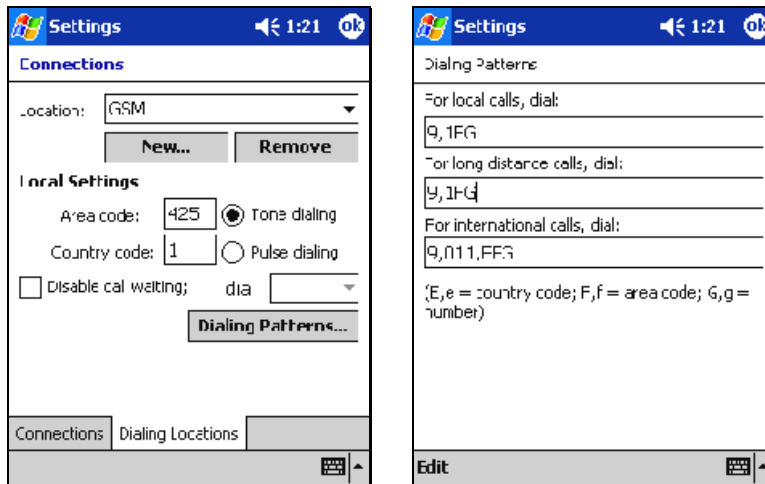 Settings 1:21 ok
Connections
Location: GSM
New... Remove
Local Settings
Area code: 425 Tone dialing
Country code: 1 Pulse dialing
Disable call waiting; dial
Dialing Patterns...
Connections Dialing Locations
Settings 1:21 ok
Dialing Patterns
For local calls, dial:
9,1FG
For long distance calls, dial:
9,1FG
For international calls, dial:
9,011,EFG
(E,e = country code; F,f = area code; G,g =
number)
Edit